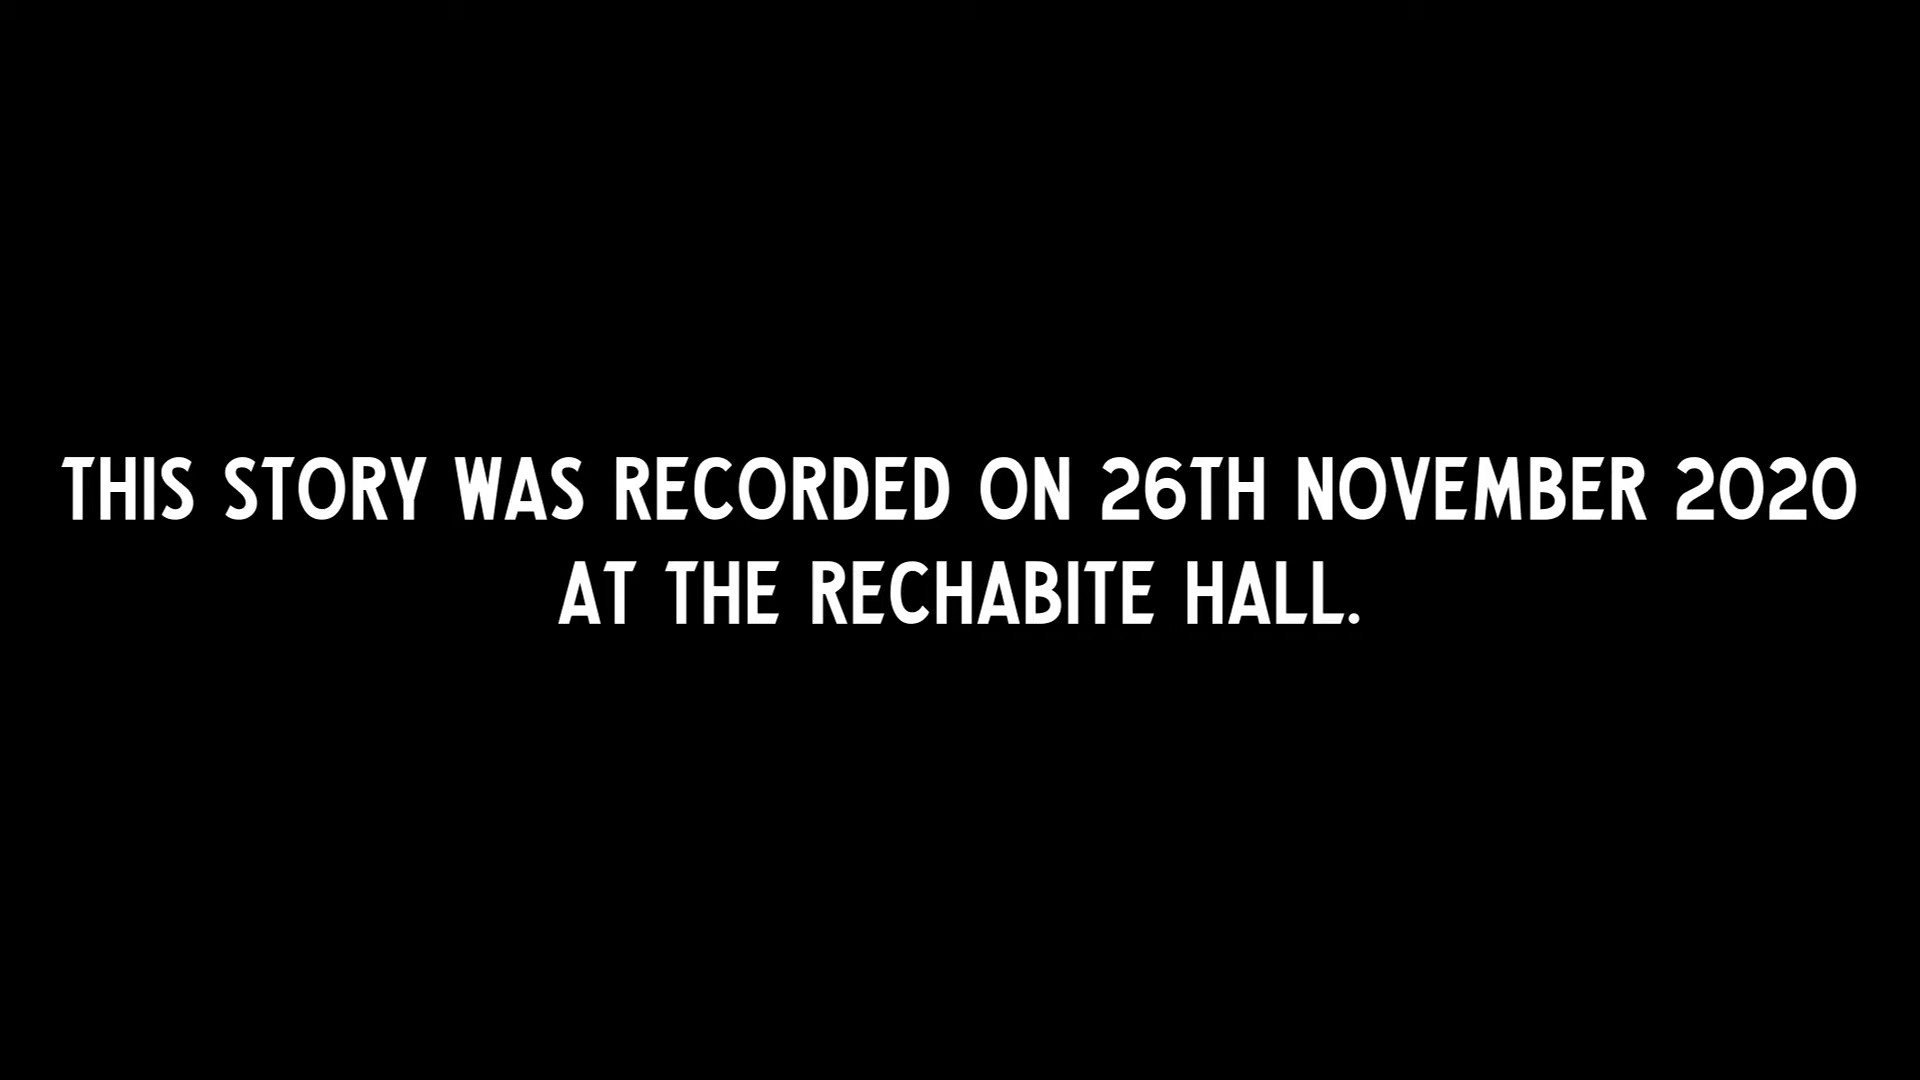 THIS STORY WAS RECORDED ON 26TH NOVEMBER 2020
AT THE RECHABITE HALL.